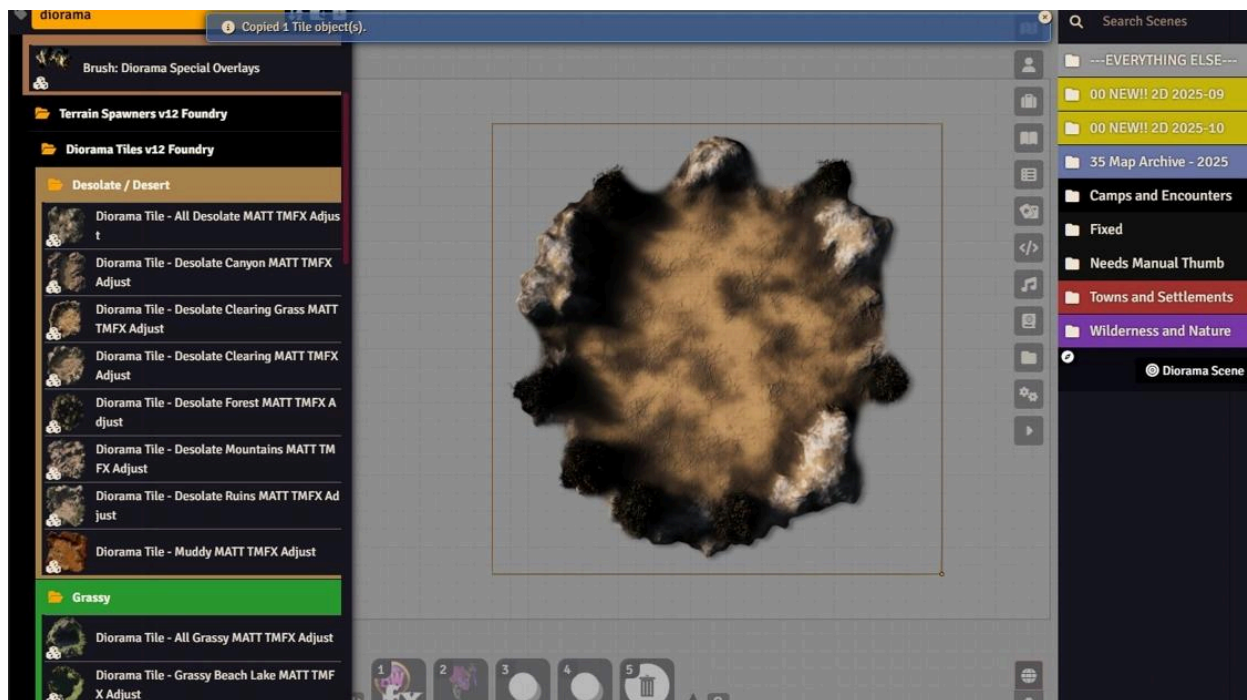 diorama
Copied 1 Tile object(s).
Brush: Diorama Special Overlays
Terrain Spawners v12 Foundry
Diorama Tiles v12 Foundry
Desolate / Desert
Diorama Tile - All Desolate MATT TMFX Adjus
t
Diorama Tile - Desolate Canyon MATT TMFX
Adjust
Diorama Tile - Desolate Clearing Grass MATT
TMFX Adjust
Diorama Tile - Desolate Clearing MATT TMFX
Adjust
Diorama Tile - Desolate Forest MATT TMFX A
djust
Diorama Tile - Desolate Mountains MATT TM
FX Adjust
Diorama Tile - Desolate Ruins MATT TMFX Ad
just
Diorama Tile - Muddy MATT TMFX Adjust
Grassy
Diorama Tile - All Grassy MATT TMFX Adjust
Diorama Tile - Grassy Beach Lake MATT TMF
X Adjust
1 2 3 4 5
FX
Search Scenes
---EVERYTHING ELSE---
00 NEW!! 2D 2025-09
00 NEW!! 2D 2025-10
35 Map Archive - 2025
Camps and Encounters
Fixed
Needs Manual Thumb
Towns and Settlements
Wilderness and Nature
Diorama Scene